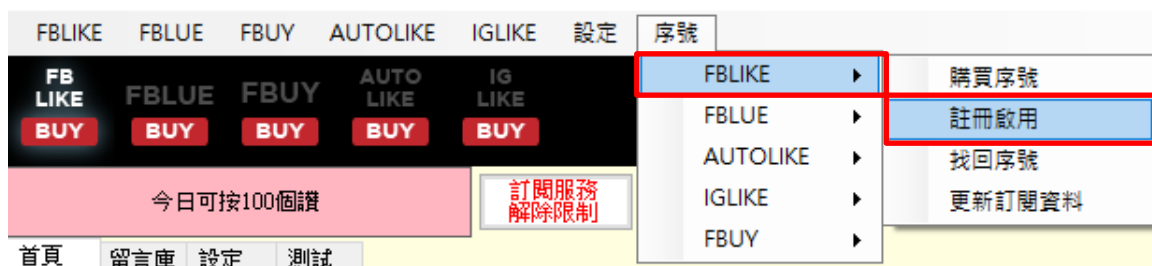 FBLIKE FBLUE FBUY AUTOLIKE IGLIKE 設定 序號
FB LIKE
BUY
FBLUE
BUY
FBUY
BUY
AUTO LIKE
BUY
IG LIKE
BUY
FBLIKE
FBLUE
AUTOLIKE
IGLIKE
FBUY
購買序號
註冊啟用
找回序號
更新訂閱資料
今日可按100個讚
訂閱服務
解除限制
首頁 留言庫 設定 測試